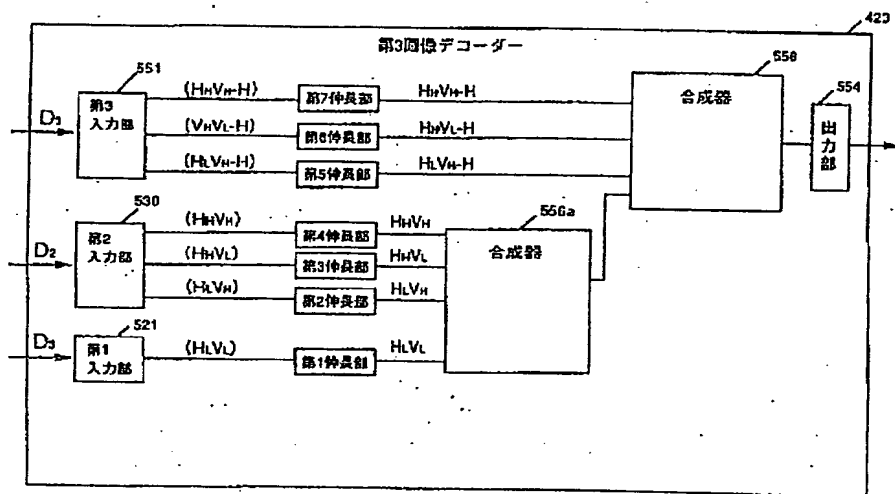 423
第3画像デコーダー
551
556
554
第3
入力部
D3
(HHVH-H)
第7伸長部
HHVH-H
(VHVL-H)
第6伸長部
HHVL-H
(HLVH-H)
第5伸長部
HLVH-H
合成器
出力部
530
556a
第2
入力部
D2
(HHVH)
第4伸長部
HHVH
(HHVL)
第3伸長部
HHVL
(HLVH)
第2伸長部
HLVH
合成器
521
D3
第1
入力部
(HLVL)
第1伸長部
HLVL